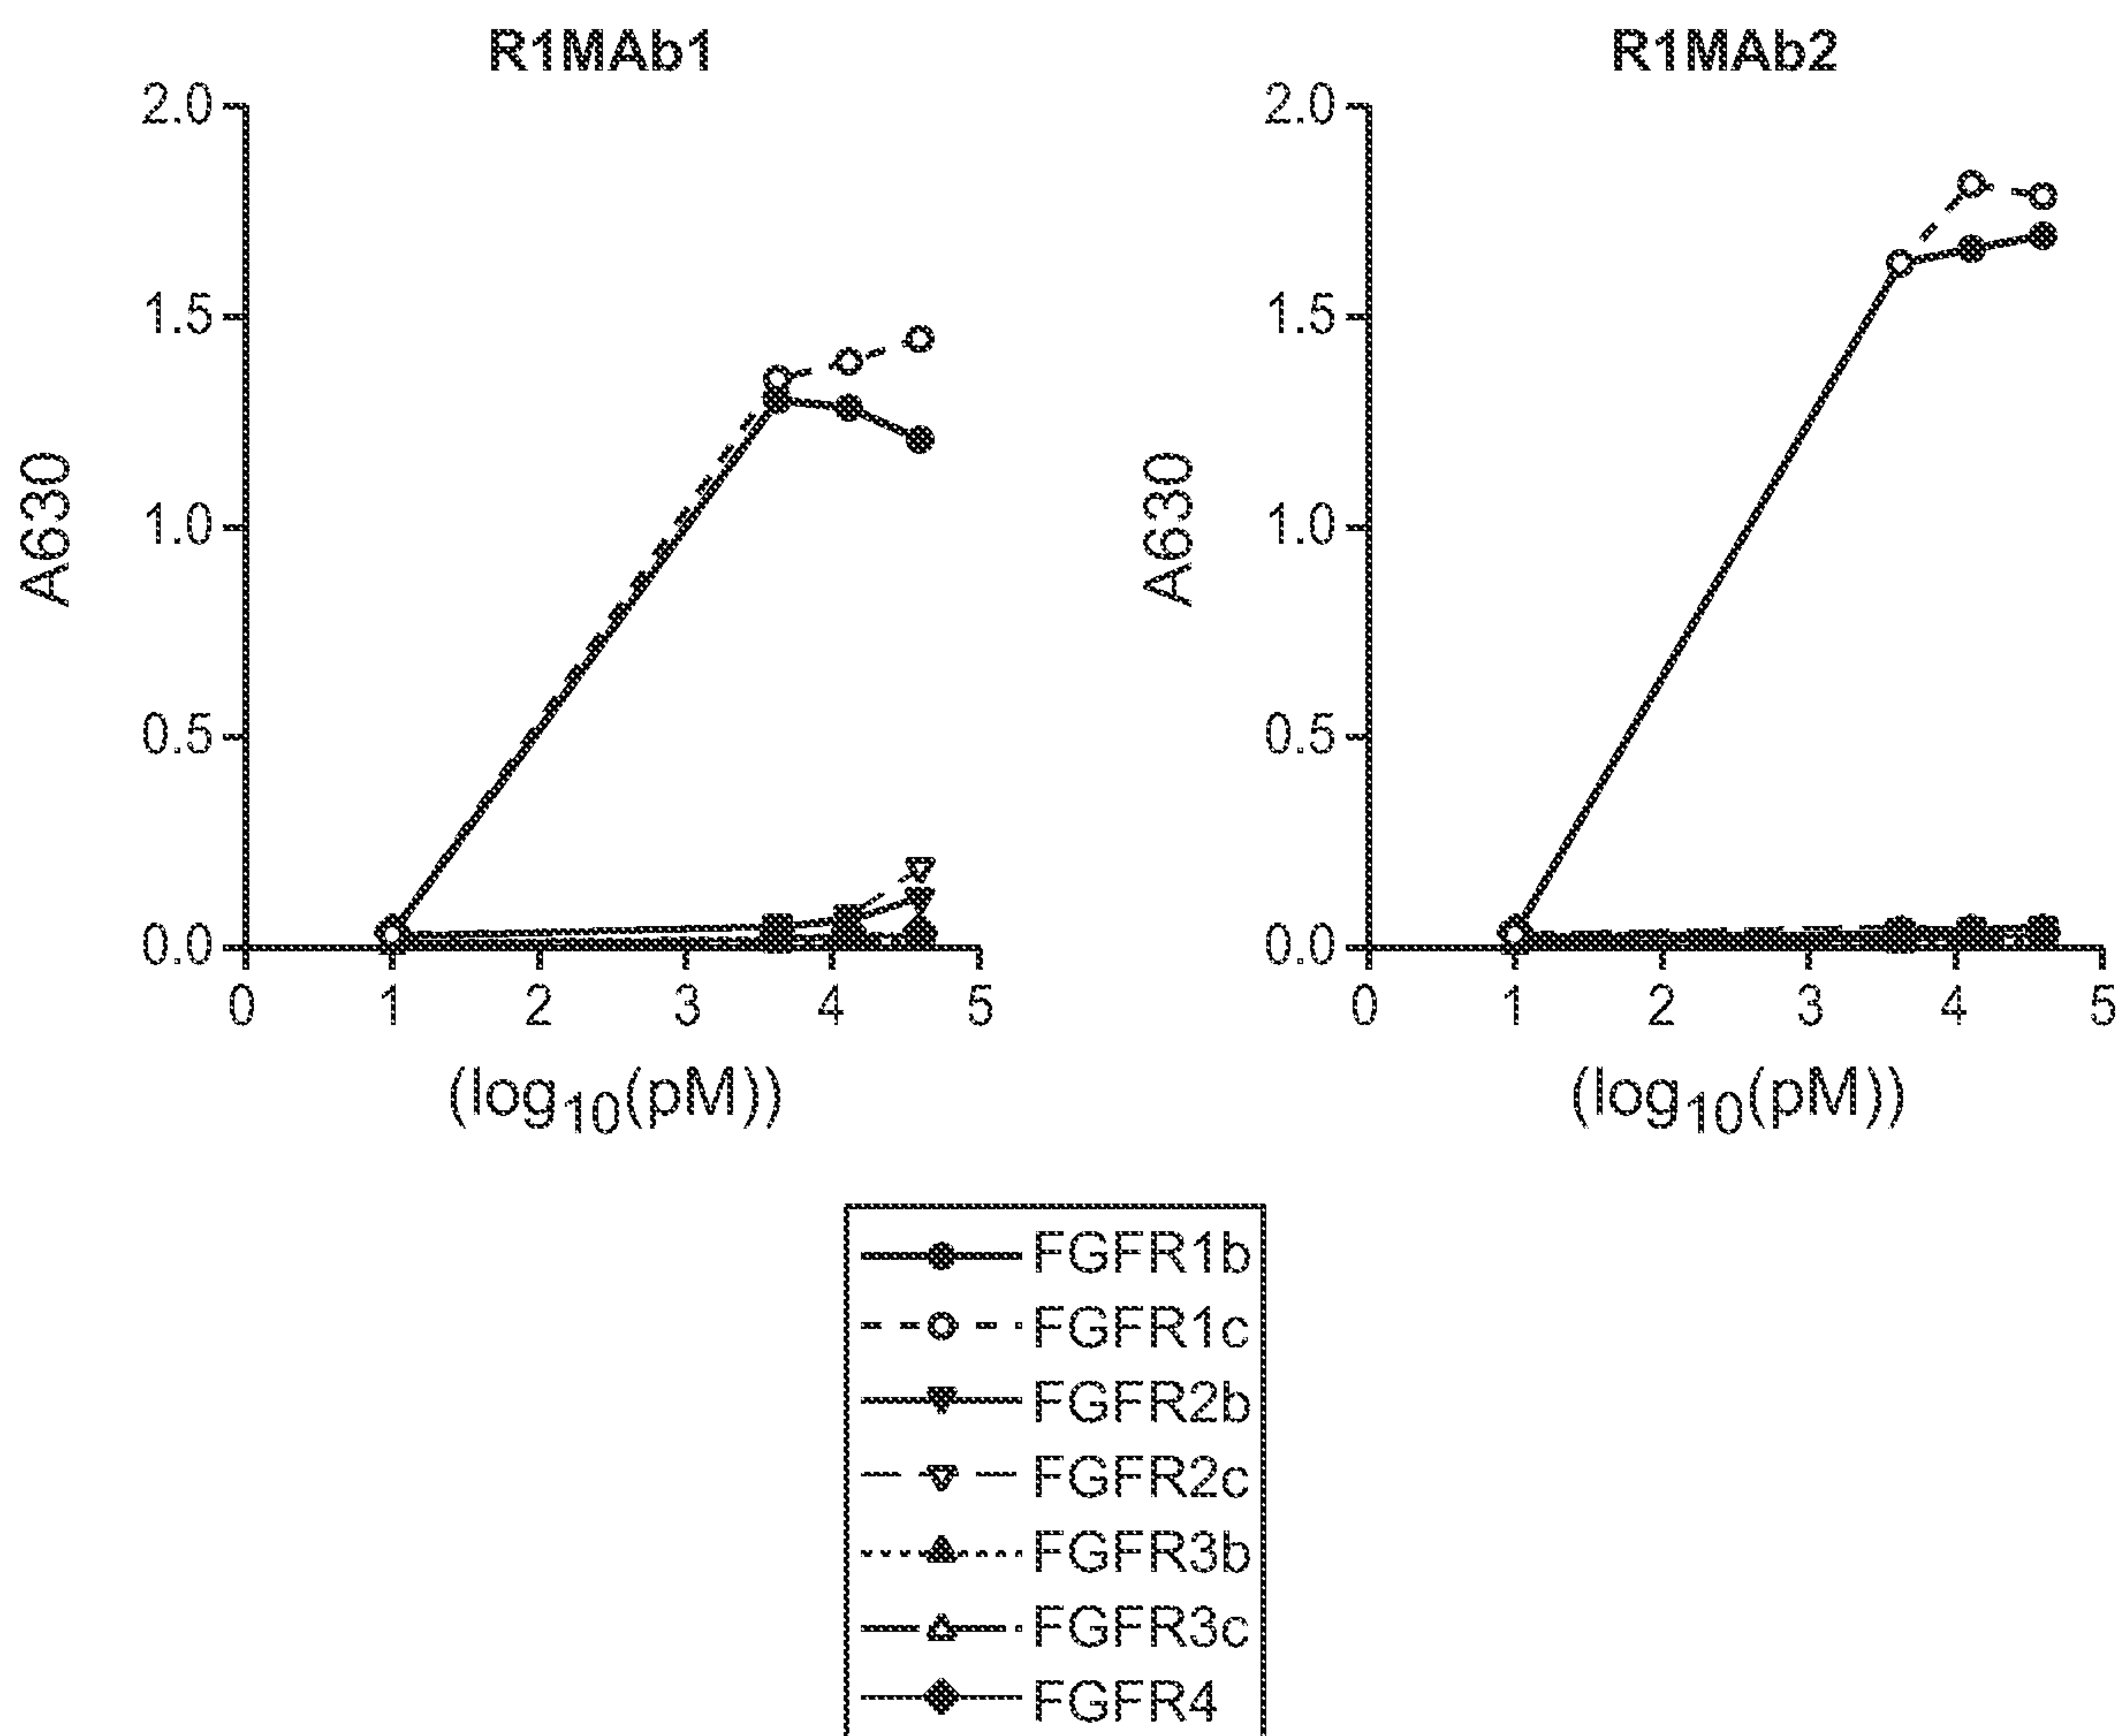 R1MAb1
2.0
1.5
1.0
0.5
0.0
A630
0 1 2 3 4 5
(log10(pM))
R1MAb2
2.0
1.5
1.0
0.5
0.0
A630
0 1 2 3 4 5
(log10(pM))
FGFR1b
FGFR1c
FGFR2b
FGFR2c
FGFR3b
FGFR3c
FGFR4